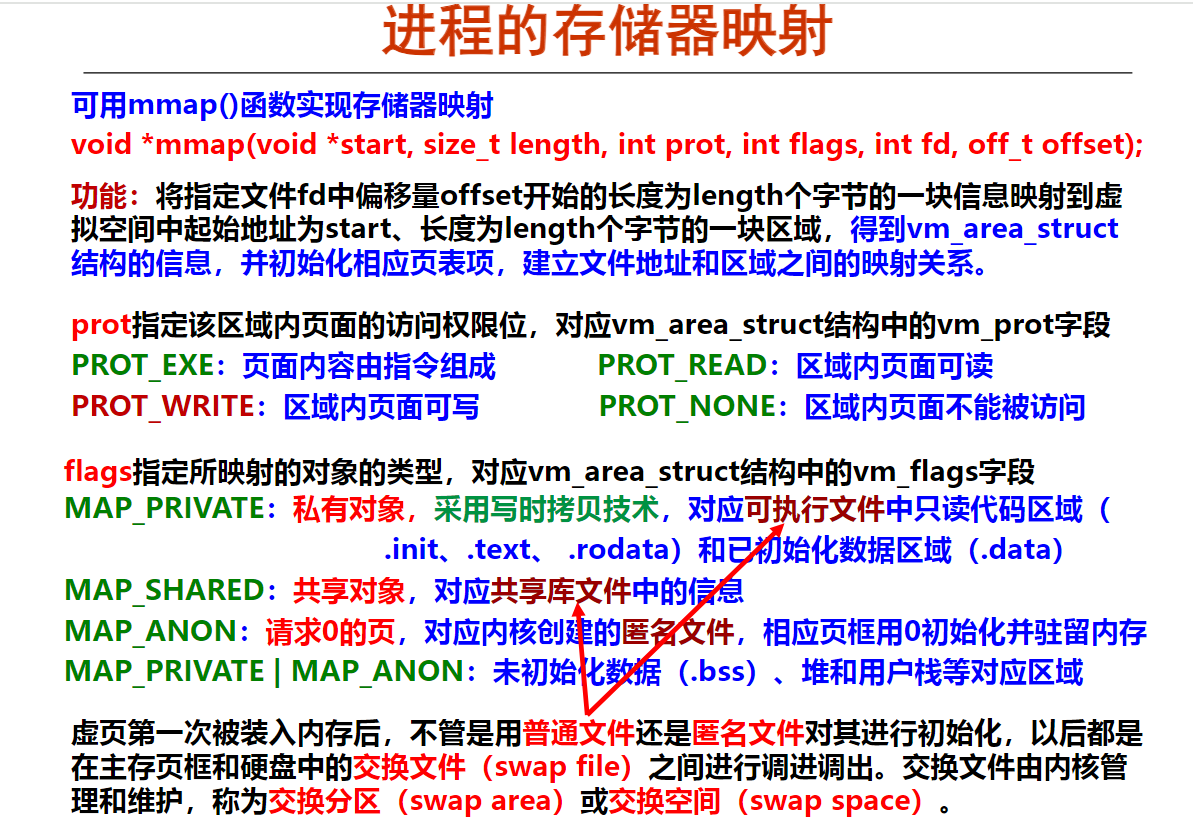 进程的存储器映射
可用mmap()函数实现存储器映射
void *mmap(void *start, size_t length, int prot, int flags, int fd, off_t offset);
功能：将指定文件fd中偏移量offset开始的长度为length个字节的一块信息映射到虚
拟空间中起始地址为start、长度为length个字节的一块区域，得到vm_area_struct
结构的信息，并初始化相应页表项，建立文件地址和区域之间的映射关系。
prot指定该区域内页面的访问权限位，对应vm_area_struct结构中的vm_prot字段
PROT_EXE：页面内容由指令组成 PROT_READ：区域内页面可读
PROT_WRITE：区域内页面可写 PROT_NONE：区域内页面不能被访问
flags指定所映射的对象的类型，对应vm_area_struct结构中的vm_flags字段
MAP_PRIVATE：私有对象，采用写时拷贝技术，对应可执行文件中只读代码区域（
.init、.text、 .rodata）和已初始化数据区域（.data）
MAP_SHARED：共享对象，对应共享库文件中的信息
MAP_ANON：请求0的页，对应内核创建的匿名文件，相应页框用0初始化并驻留内存
MAP_PRIVATE | MAP_ANON：未初始化数据（.bss）、堆和用户栈等对应区域
虚页第一次被装入内存后，不管是用普通文件还是匿名文件对其进行初始化，以后都是
在主存页框和硬盘中的交换文件（swap file）之间进行调进调出。交换文件由内核管
理和维护，称为交换分区（swap area）或交换空间（swap space）。